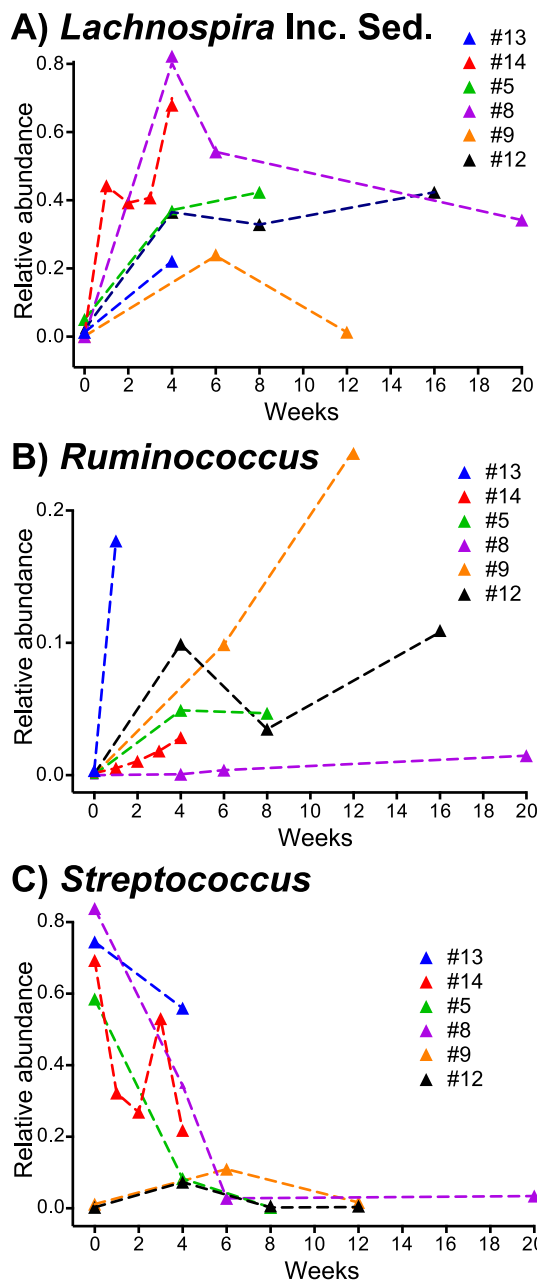 A) Lachnospira Inc. Sed.
#13
#14
#5
#8
#9
#12
0.8
0.6
0.4
0.2
0.0
Relative abundance
0 2 4 6 8 10 12 14 16 18 20
Weeks
B) Ruminococcus
#13
#14
#5
#8
#9
#12
0.2
0.1
0.0
Relative abundance
0 2 4 6 8 10 12 14 16 18 20
Weeks
C) Streptococcus
#13
#14
#5
#8
#9
#12
0.8
0.6
0.4
0.2
0.0
Relative abundance
0 2 4 6 8 10 12 14 16 18 20
Weeks